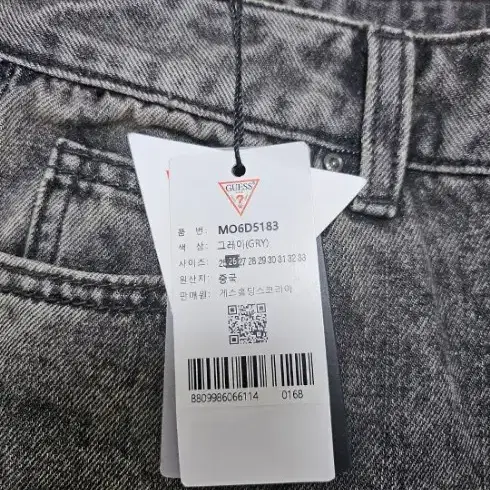 GUESS
?
품 번: MO6D5183
색 상: 그레이(GRY)
사이즈: 25 26 27 28 29 30 31 32 33
원산지: 중국
판매원: 게스홀딩스코리아
8809986066114 0168